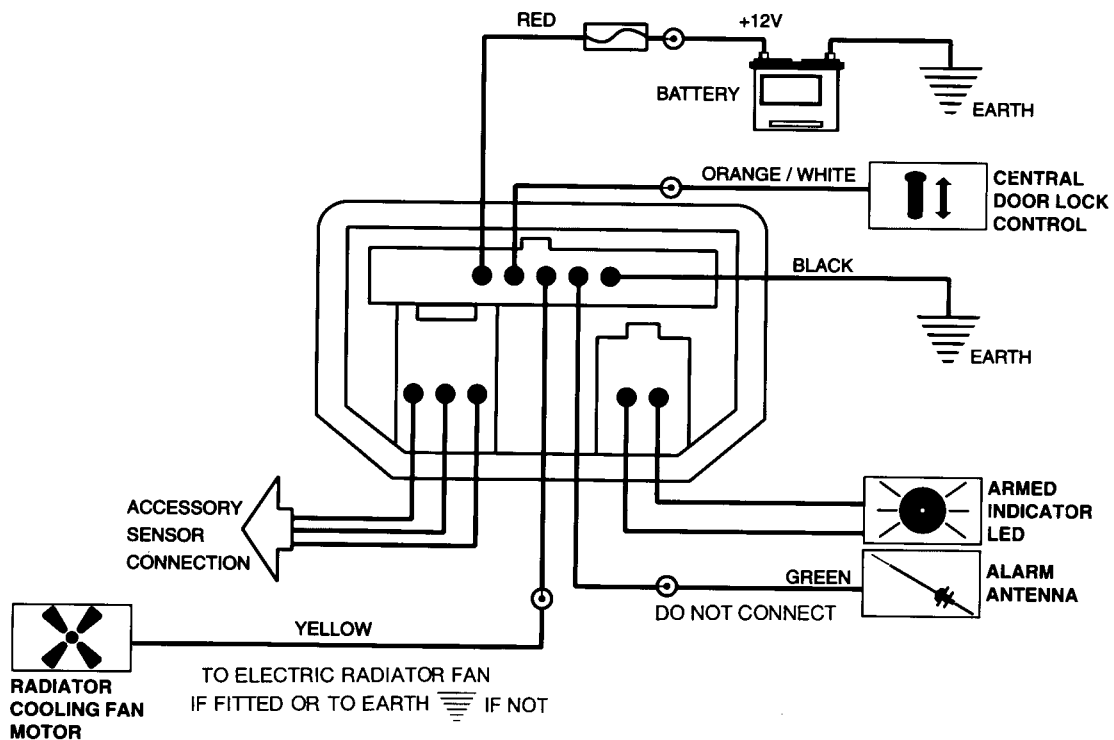 RED
+12V
BATTERY
EARTH
ORANGE / WHITE
CENTRAL
DOOR LOCK
CONTROL
BLACK
EARTH
ACCESSORY
SENSOR
CONNECTION
ARMED
INDICATOR
LED
GREEN
ALARM
ANTENNA
DO NOT CONNECT
YELLOW
RADIATOR
COOLING FAN
MOTOR
TO ELECTRIC RADIATOR FAN
IF FITTED OR TO EARTH IF NOT